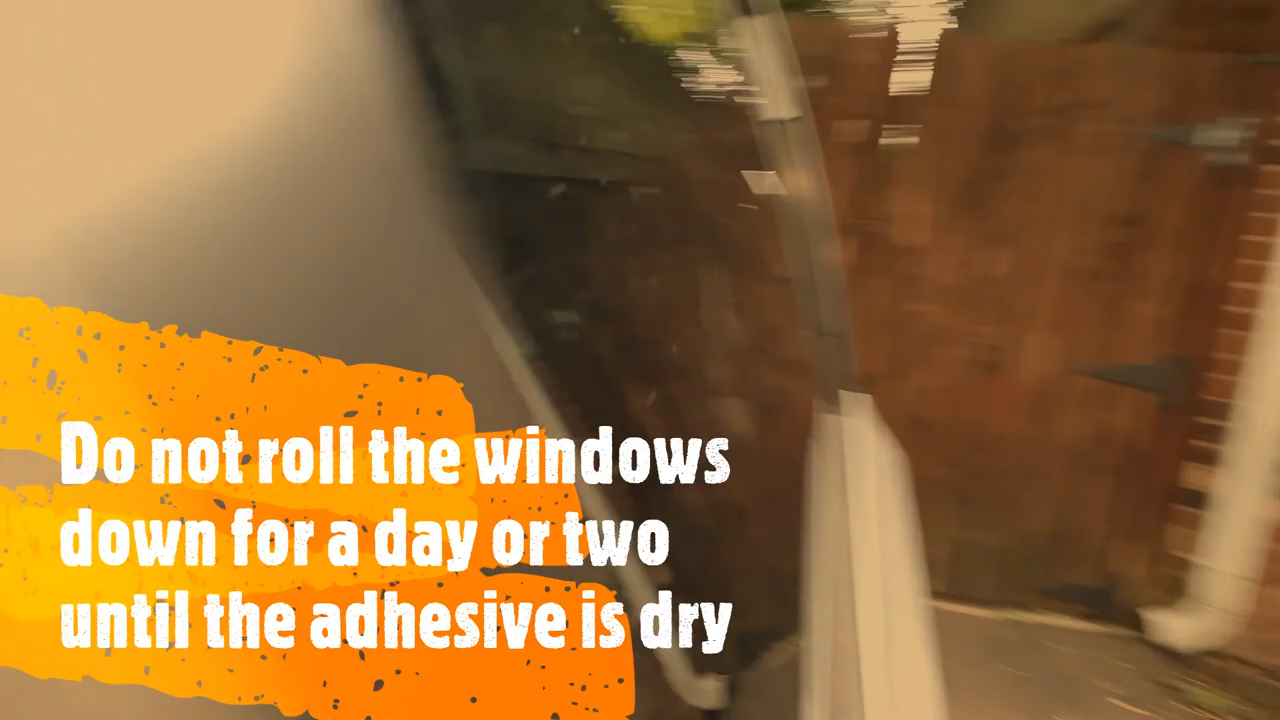 Do not roll the windows
down for a day or two
until the adhesive is dry